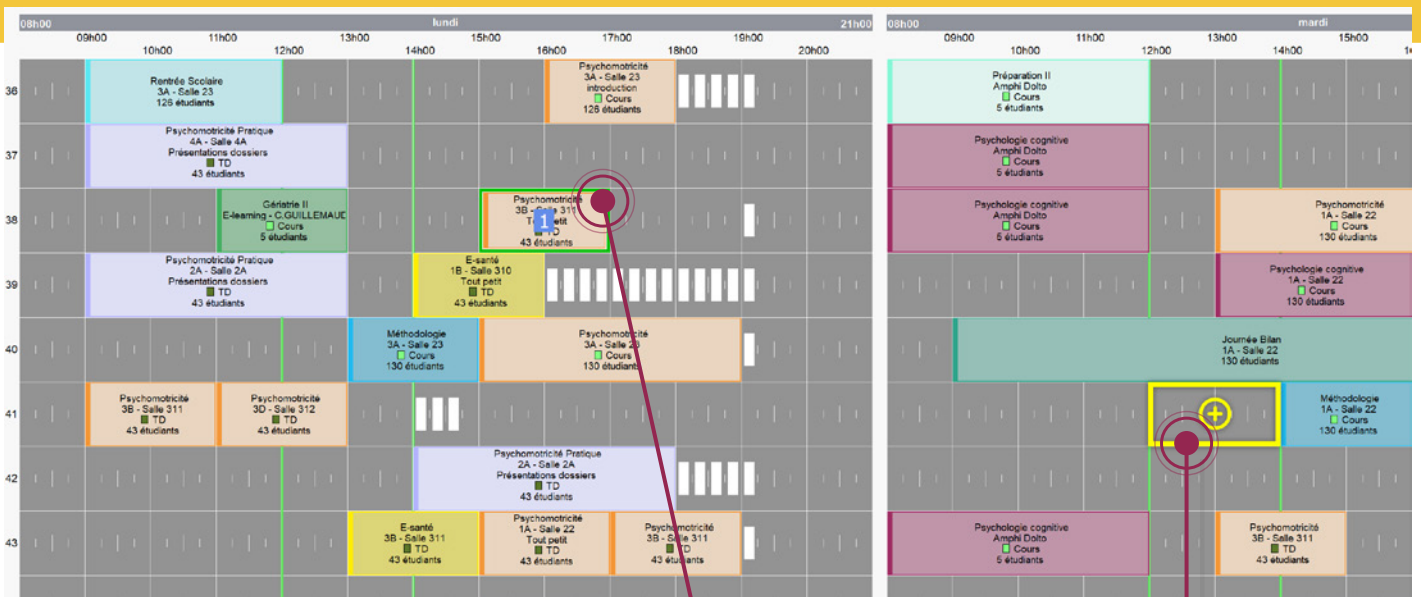 08h00 lundi 21h00
09h00 10h00 11h00 12h00 13h00 14h00 15h00 16h00 17h00 18h00 19h00 20h00
08h00 mardi
09h00 10h00 11h00 12h00 13h00 14h00 15h00
36
Rentrée Scolaire
3A - Salle 23
126 étudiants
Psychomotricité
3A - Salle 23
introduction
Cours
126 étudiants
Préparation II
Amphi Dolto
Cours
5 étudiants
37
Psychomotricité Pratique
4A - Salle 4A
Présentations dossiers
TD
43 étudiants
Psychologie cognitive
Amphi Dolto
Cours
5 étudiants
38
Gériatrie II
E-learning - C.GUILLEMAUD
Cours
5 étudiants
Psychomotricité
3B - Salle 311
Tout petit
TD
43 étudiants
1
Psychologie cognitive
Amphi Dolto
Cours
5 étudiants
Psychomotricité
1A - Salle 22
Cours
130 étudiants
39
Psychomotricité Pratique
2A - Salle 2A
Présentations dossiers
TD
43 étudiants
E-santé
1B - Salle 310
Tout petit
TD
43 étudiants
Psychologie cognitive
1A - Salle 22
Cours
130 étudiants
40
Méthodologie
3A - Salle 23
Cours
130 étudiants
Psychomotricité
3A - Salle 23
Cours
130 étudiants
Journée Bilan
1A - Salle 22
130 étudiants
41
Psychomotricité
3B - Salle 311
TD
43 étudiants
Psychomotricité
3D - Salle 312
TD
43 étudiants
Méthodologie
1A - Salle 22
Cours
130 étudiants
42
Psychomotricité Pratique
2A - Salle 2A
Présentations dossiers
TD
43 étudiants
43
E-santé
3B - Salle 311
TD
43 étudiants
Psychomotricité
1A - Salle 22
Tout petit
TD
43 étudiants
Psychomotricité
3B - Salle 311
TD
43 étudiants
Psychologie cognitive
Amphi Dolto
Cours
5 étudiants
Psychomotricité
3B - Salle 311
TD
43 étudiants